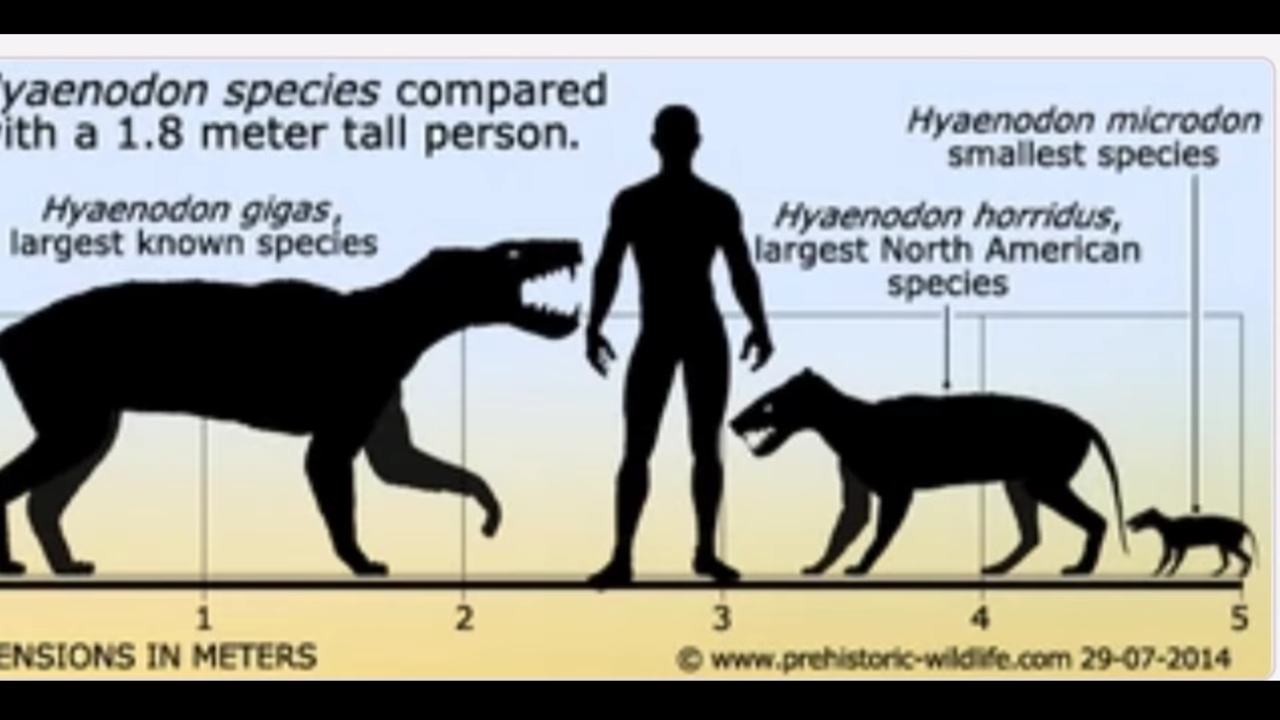 yaenodon species compared
ith a 1.8 meter tall person.
Hyaenodon microdon
smallest species
Hyaenodon gigas,
largest known species
Hyaenodon horridus,
largest North American
species
1
2
3
4
5
ENSIONS IN METERS
© www.prehistoric-wildlife.com 29-07-2014